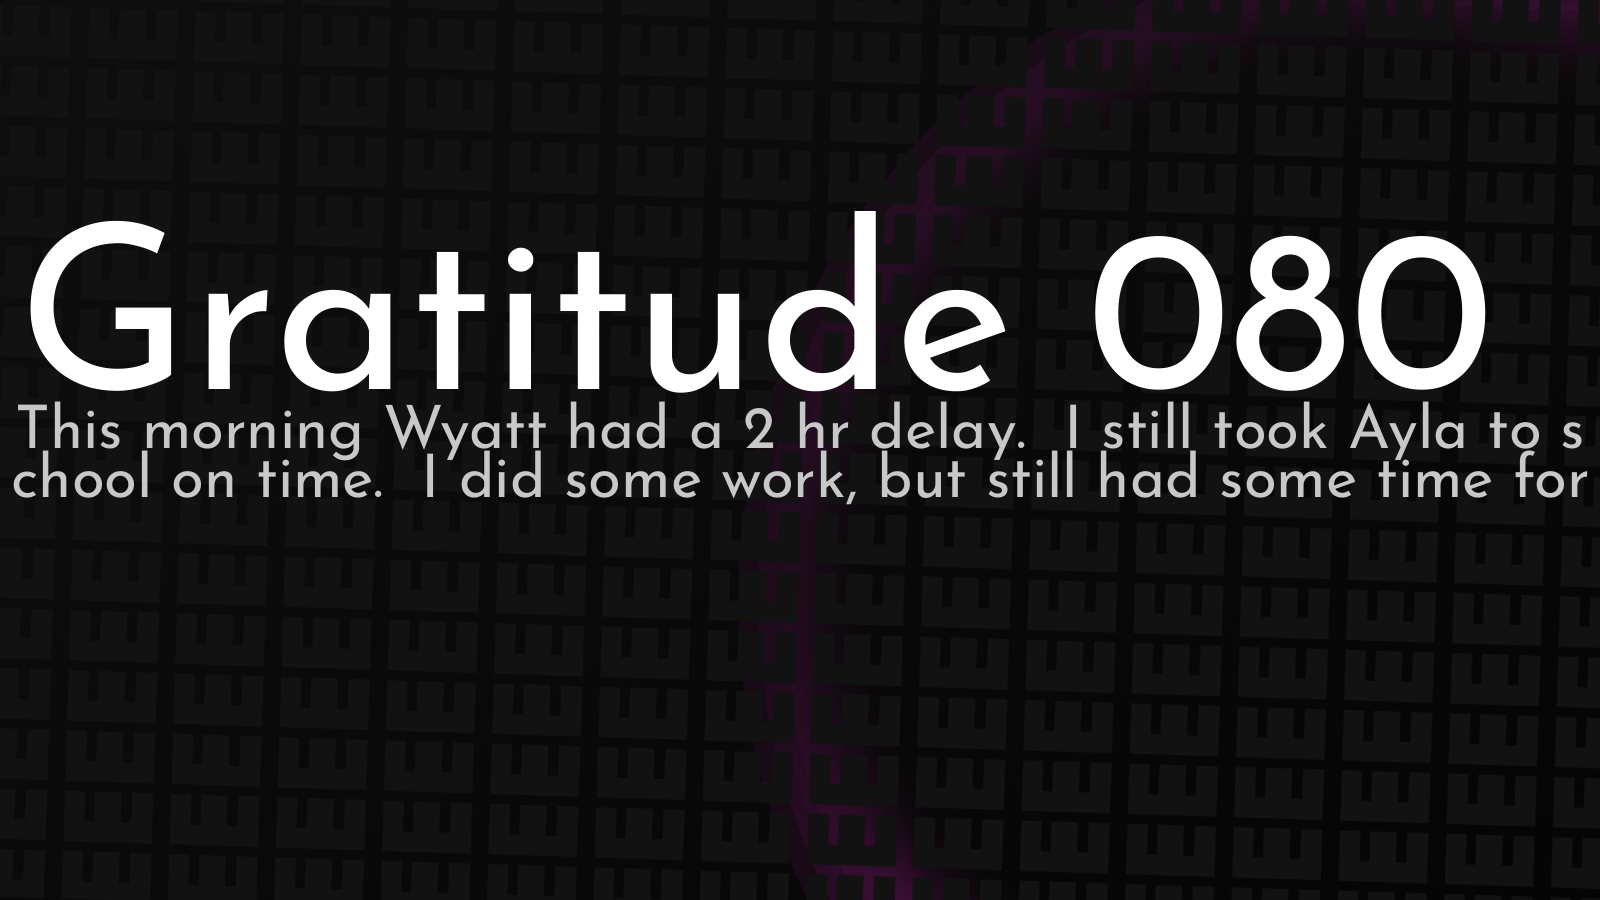 Gratitude 080
This morning Wyatt had a 2 hr delay.  I still took Ayla to s
chool on time.  I did some work, but still had some time for